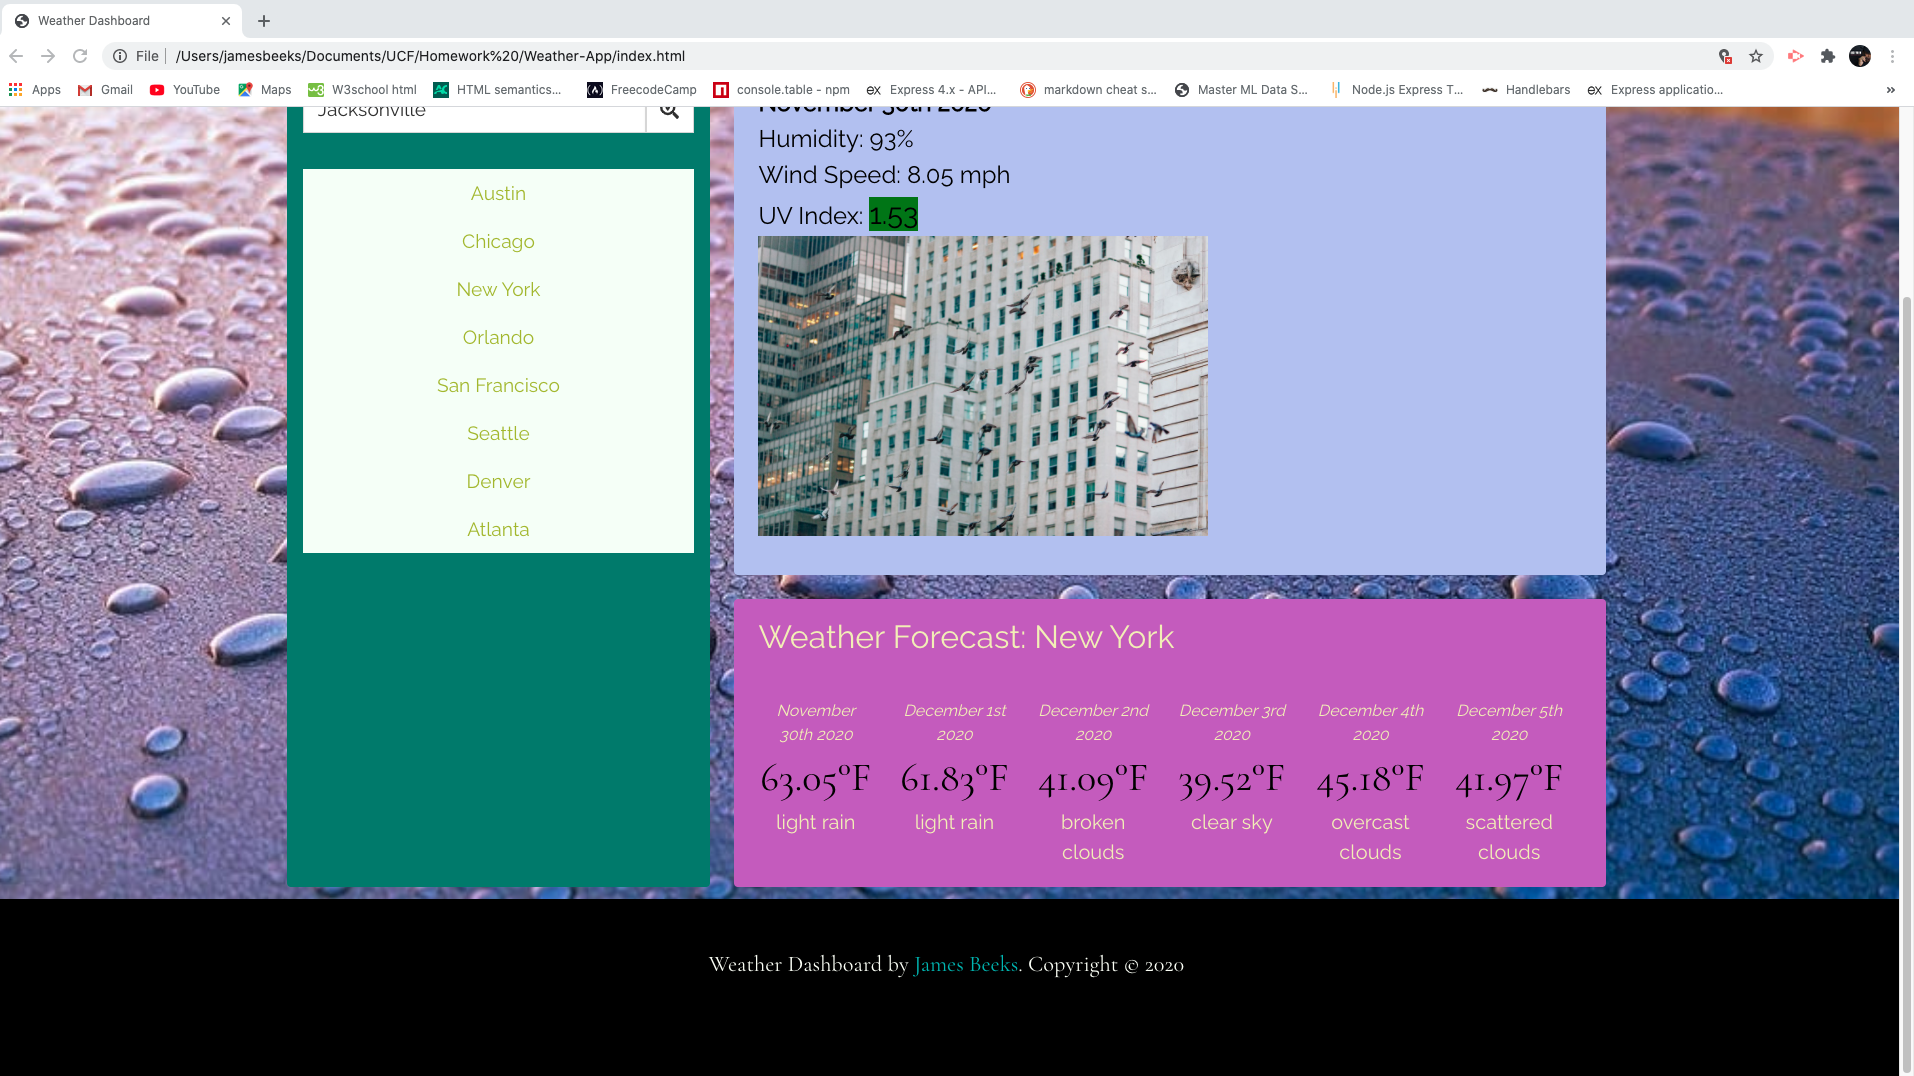 Weather Dashboard
File
/Users/jamesbeeks/Documents/UCF/Homework%20/Weather-App/index.html
Apps
Gmail
YouTube
Maps
W3school html
HTML semantics...
FreecodeCamp
console.table - npm
Express 4.x - API...
markdown cheat s...
Master ML Data S...
Node.js Express T...
Handlebars
Express applicatio...
Jacksonville
Austin
Chicago
New York
Orlando
San Francisco
Seattle
Denver
Atlanta
November 30th 2020
Humidity: 93%
Wind Speed: 8.05 mph
UV Index: 1.53
Weather Forecast: New York
November
30th 2020
63.05°F
light rain
December 1st
2020
61.83°F
light rain
December 2nd
2020
41.09°F
broken
clouds
December 3rd
2020
39.52°F
clear sky
December 4th
2020
45.18°F
overcast
clouds
December 5th
2020
41.97°F
scattered
clouds
Weather Dashboard by James Beeks. Copyright © 2020